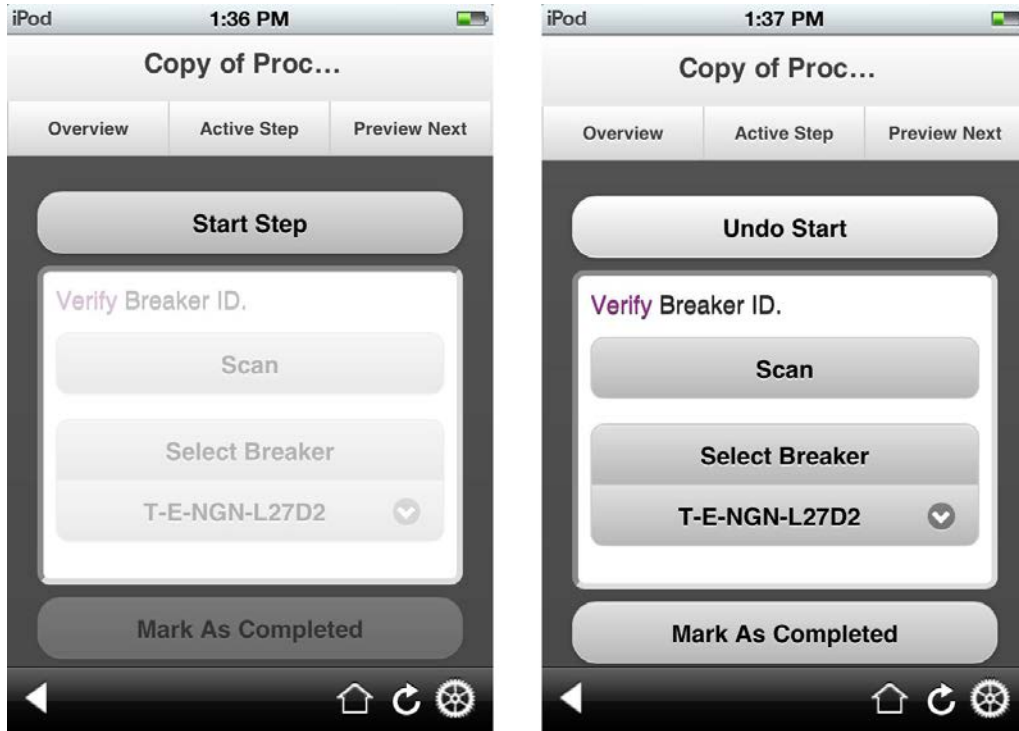 iPod 1:36 PM
Copy of Proc...
Overview Active Step Preview Next
Start Step
Verify Breaker ID.
Scan
Select Breaker
T-E-NGN-L27D2
Mark As Completed
iPod 1:37 PM
Copy of Proc...
Overview Active Step Preview Next
Undo Start
Verify Breaker ID.
Scan
Select Breaker
T-E-NGN-L27D2
Mark As Completed